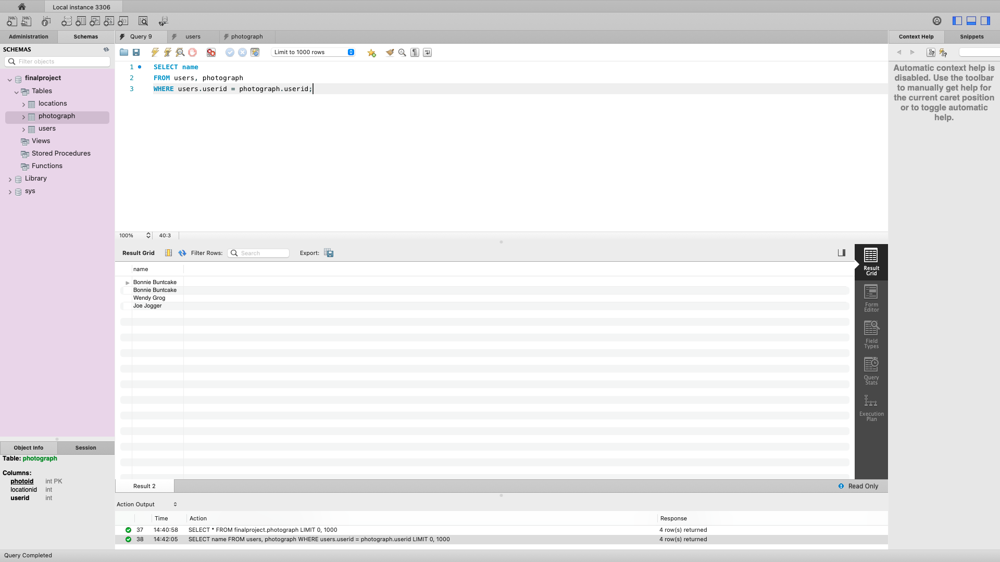 Local instance 3306
Administration
Schemas
Query 9
users
photograph
Context Help
Snippets
SCHEMAS
Filter objects
Limit to 1000 rows
finalproject
Tables
locations
photograph
users
Views
Stored Procedures
Functions
Library
sys
1 SELECT name
2 FROM users, photograph
3 WHERE users.userid = photograph.userid;
Automatic context help is
disabled. Use the toolbar
to manually get help for
the current caret position
or to toggle automatic
help.
100% 40:3
Result Grid Filter Rows: Search Export:
name
Bonnie Buntcake
Bonnie Buntcake
Wendy Grog
Joe Jogger
Result
Grid
Form
Editor
Field
Types
Query
Stats
Execution
Plan
Object Info
Session
Table: photograph
Columns:
photoid int PK
locationid int
userid int
Result 2
Read Only
Action Output
Time Action Response
37 14:40:58 SELECT * FROM finalproject.photograph LIMIT 0, 1000 4 row(s) returned
38 14:42:05 SELECT name FROM users, photograph WHERE users.userid = photograph.userid LIMIT 0, 1000 4 row(s) returned
Query Completed